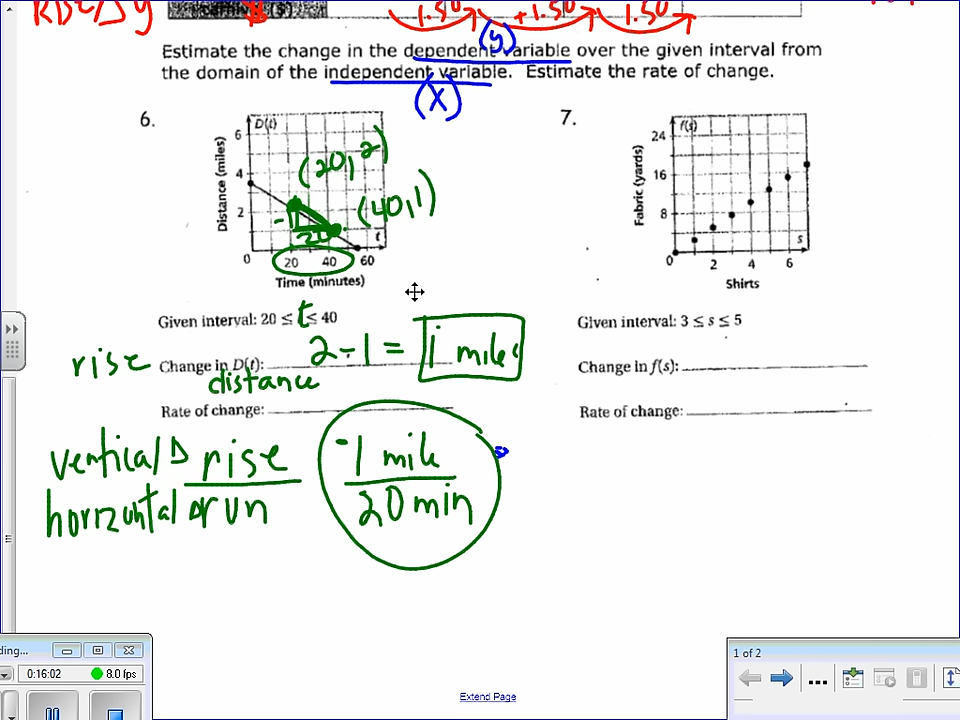 1.50 +1.50 1.50
(y)
Estimate the change in the dependent variable over the given interval from
the domain of the independent variable. Estimate the rate of change.
(x)
6.
D(t)
Distance (miles)
6
4
2
(20, 2)
(40, 1)
-1
20
t
0 20 40 60
Time (minutes)
Given interval: 20 ≤ t ≤ 40
rise Change in D(t): 2 - 1 = 1 miles
distance
Rate of change:
vertical Δ rise -1 mile
horizontal Δ run 20 min
7.
f(s)
Fabric (yards)
24
16
8
s
0 2 4 6
Shirts
Given interval: 3 ≤ s ≤ 5
Change in f(s):
Rate of change:
ding...
0:16:02 8.0 fps
Extend Page
1 of 2